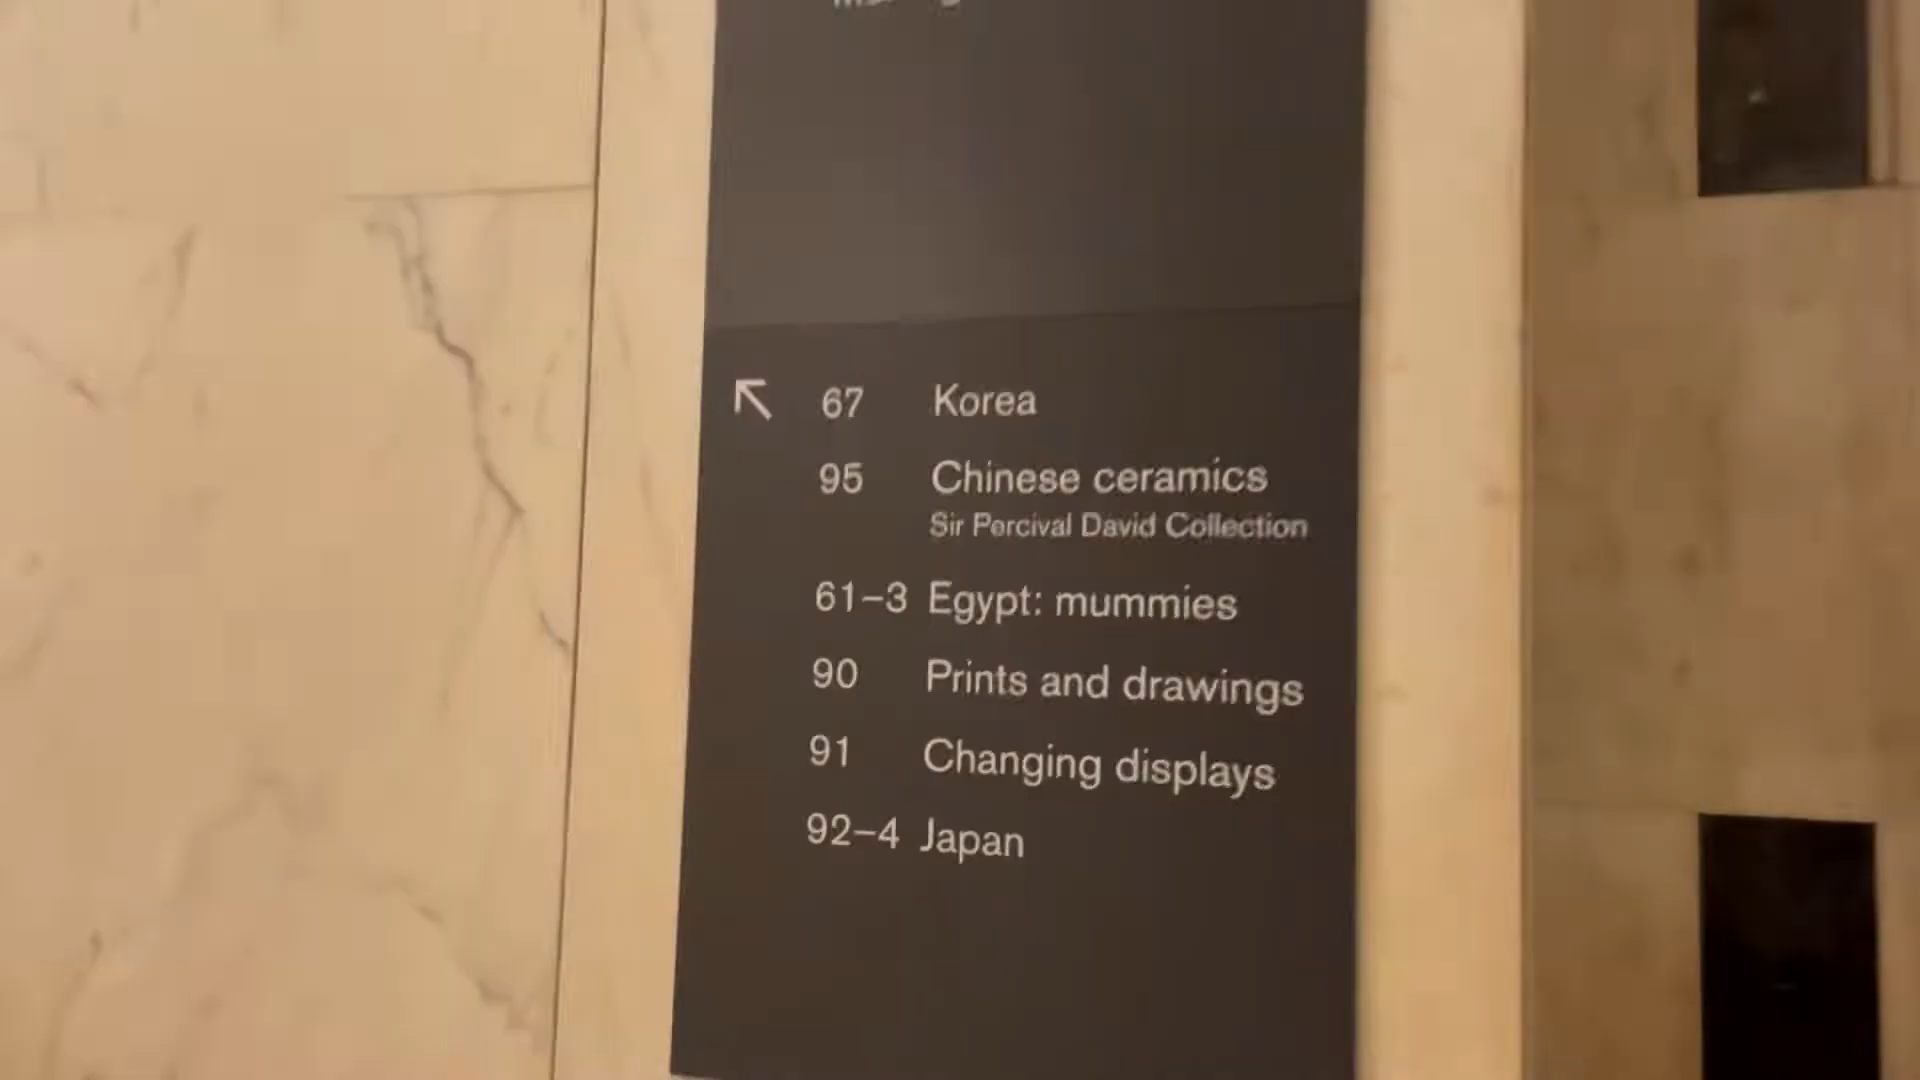 67 Korea
95 Chinese ceramics
Sir Percival David Collection
61–3 Egypt: mummies
90 Prints and drawings
91 Changing displays
92–4 Japan